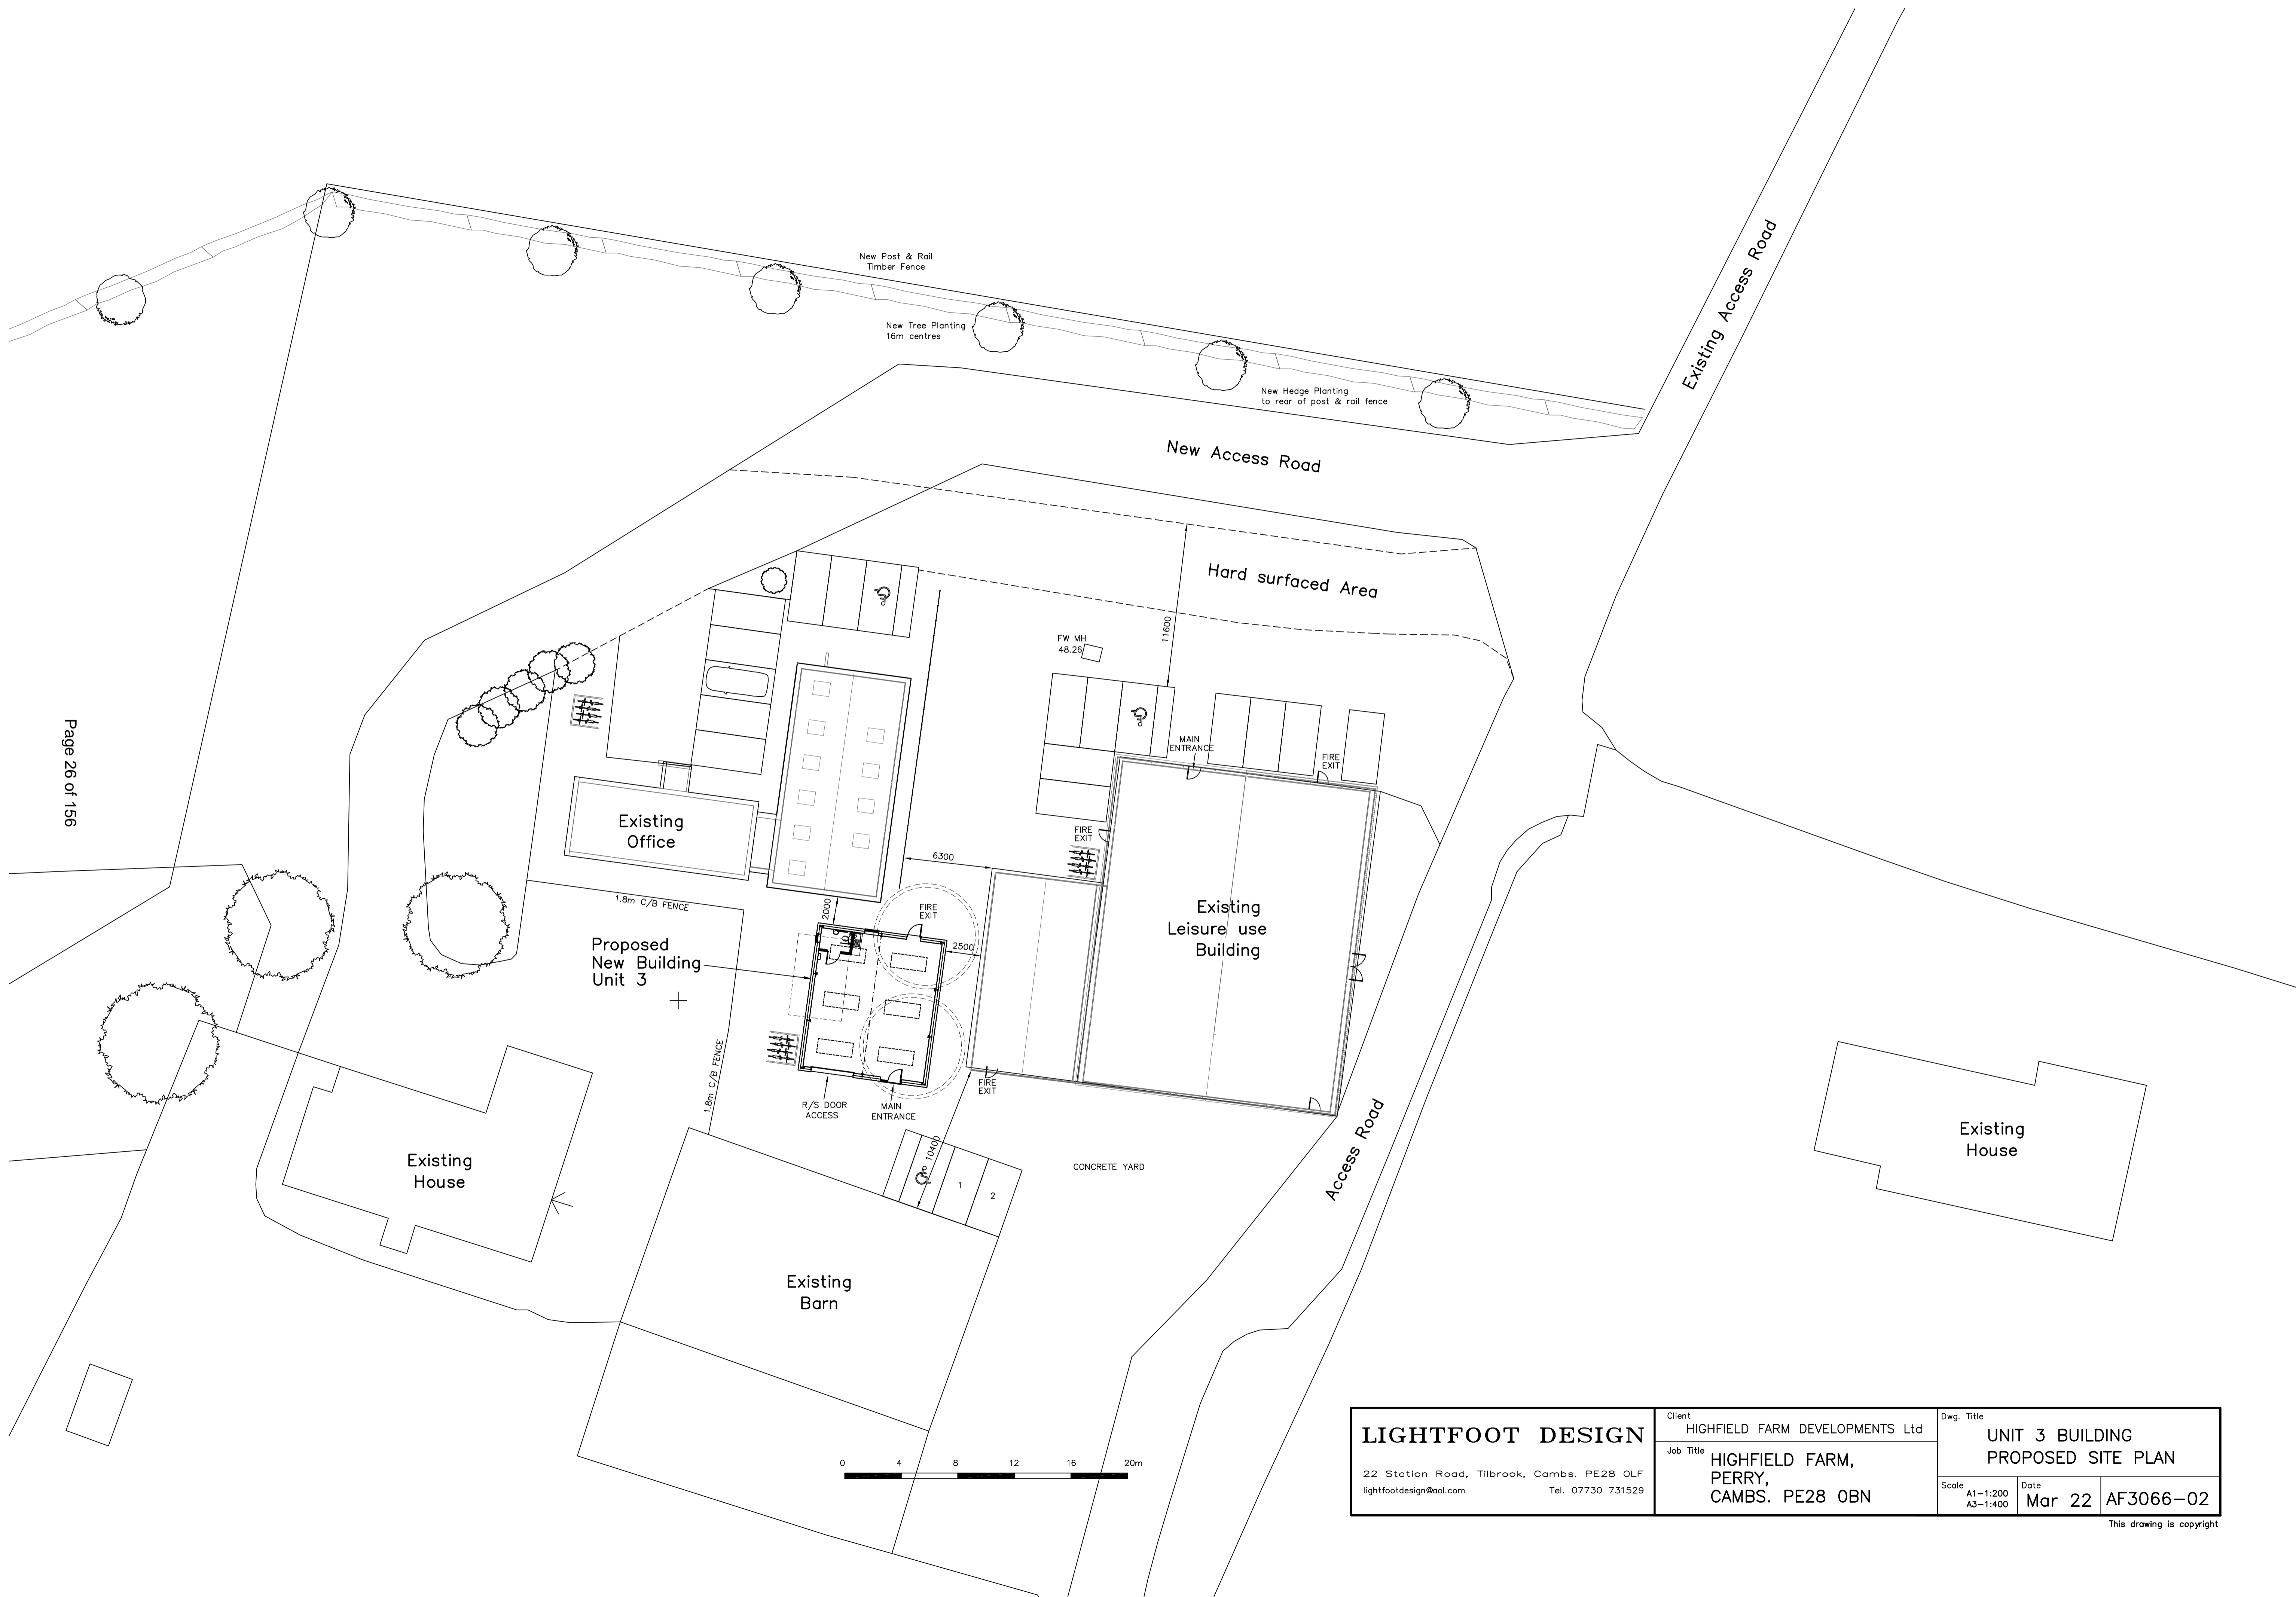 New Post & Rail
Timber Fence
New Tree Planting
16m centres
New Hedge Planting
to rear of post & rail fence
Existing Access Road
New Access Road
Hard surfaced Area
11600
FW MH
48.26
MAIN
ENTRANCE
FIRE
EXIT
FIRE
EXIT
Page 26 of 156
Existing
Office
6300
1.8m C/B FENCE
2000
FIRE
EXIT
2500
Existing
Leisure use
Building
Proposed
New Building
Unit 3
1.8m C/B FENCE
R/S DOOR
ACCESS
MAIN
ENTRANCE
FIRE
EXIT
10400
1
2
CONCRETE YARD
Access Road
Existing
House
Existing
House
Existing
Barn
0 4 8 12 16 20m
LIGHTFOOT DESIGN
22 Station Road, Tilbrook, Cambs. PE28 0LF
lightfootdesign@aol.com Tel. 07730 731529
Client
HIGHFIELD FARM DEVELOPMENTS Ltd
Job Title
HIGHFIELD FARM,
PERRY,
CAMBS. PE28 0BN
Dwg. Title
UNIT 3 BUILDING
PROPOSED SITE PLAN
Scale
A1-1:200
A3-1:400
Date
Mar 22
AF3066-02
This drawing is copyright